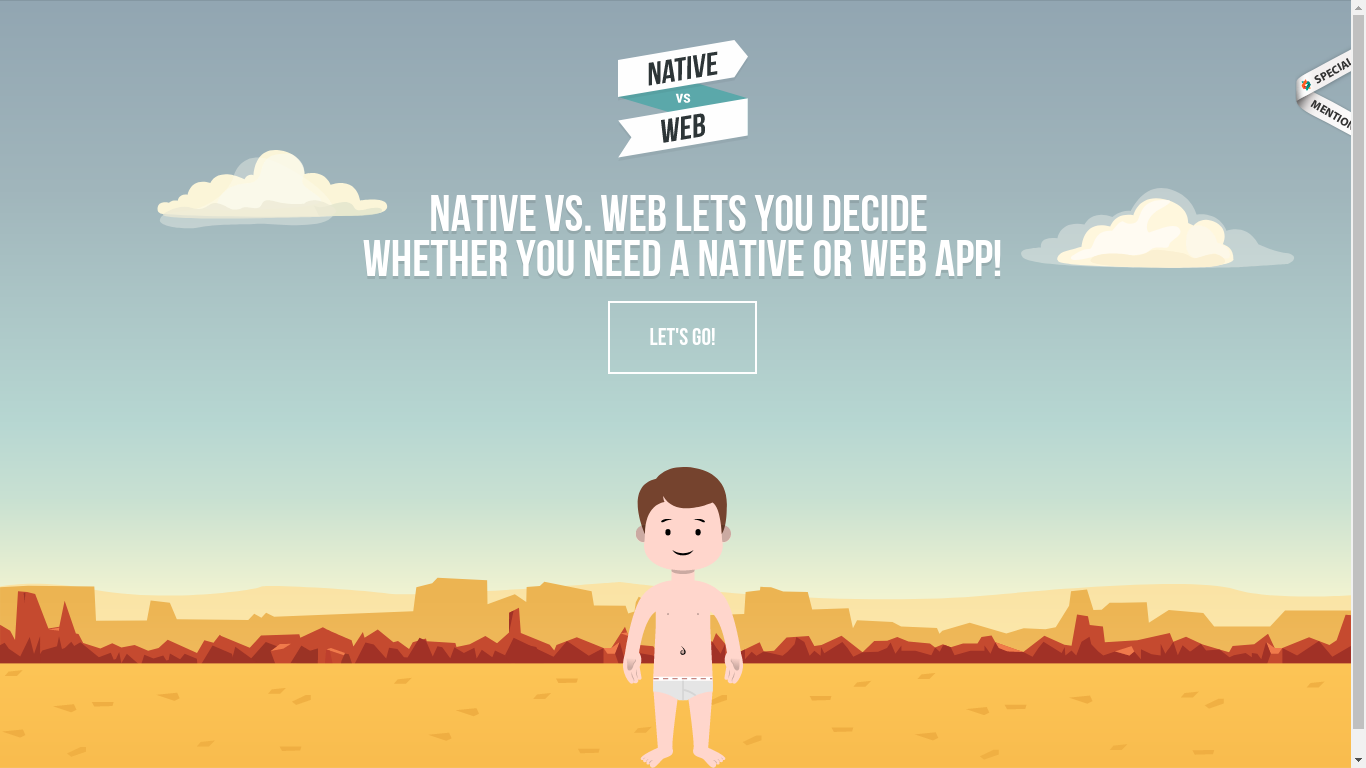 NATIVE
VS
WEB
SPECIAL
MENTION
NATIVE VS. WEB LETS YOU DECIDE
WHETHER YOU NEED A NATIVE OR WEB APP!
LET'S GO!